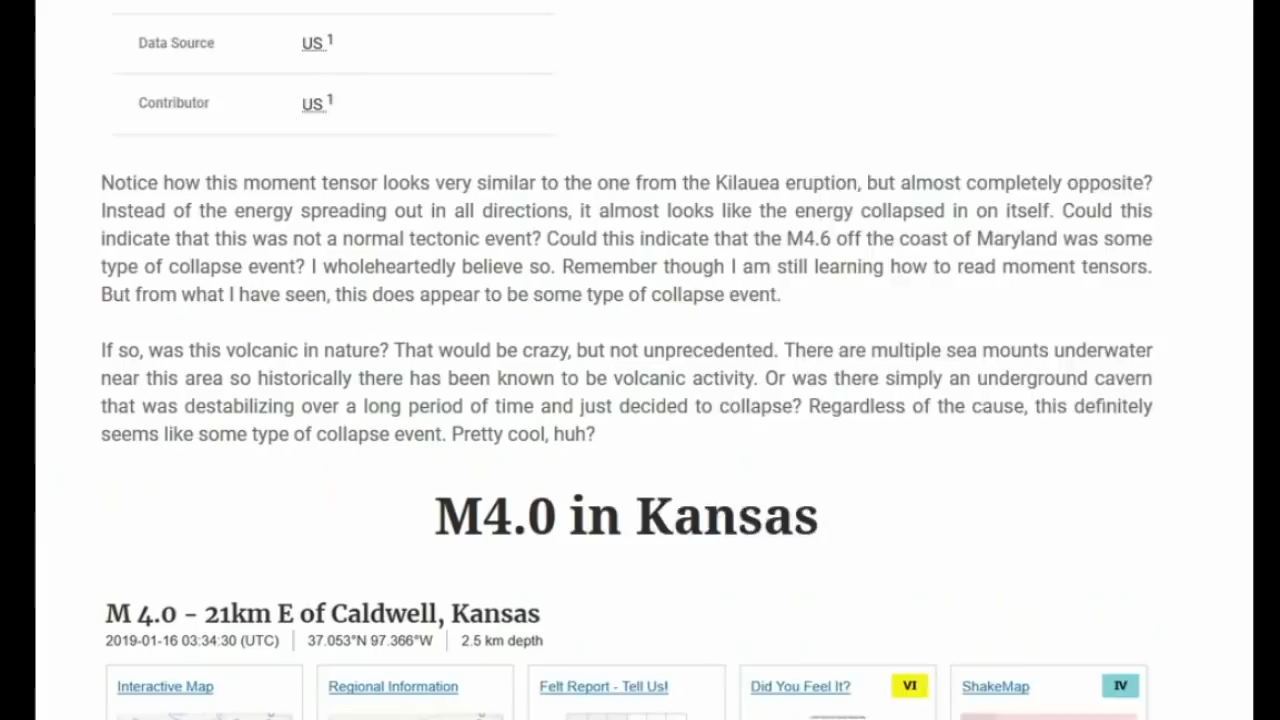 Data Source US 1
Contributor US 1
Notice how this moment tensor looks very similar to the one from the Kilauea eruption, but almost completely opposite?
Instead of the energy spreading out in all directions, it almost looks like the energy collapsed in on itself. Could this
indicate that this was not a normal tectonic event? Could this indicate that the M4.6 off the coast of Maryland was some
type of collapse event? I wholeheartedly believe so. Remember though I am still learning how to read moment tensors.
But from what I have seen, this does appear to be some type of collapse event.
If so, was this volcanic in nature? That would be crazy, but not unprecedented. There are multiple sea mounts underwater
near this area so historically there has been known to be volcanic activity. Or was there simply an underground cavern
that was destabilizing over a long period of time and just decided to collapse? Regardless of the cause, this definitely
seems like some type of collapse event. Pretty cool, huh?
M4.0 in Kansas
M 4.0 - 21km E of Caldwell, Kansas
2019-01-16 03:34:30 (UTC) 37.053°N 97.366°W 2.5 km depth
Interactive Map Regional Information Felt Report - Tell Us! Did You Feel It? VI ShakeMap IV